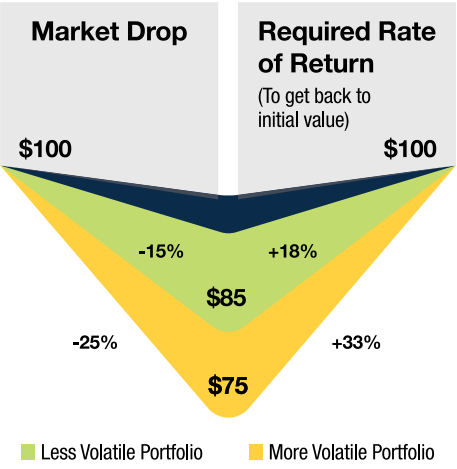 Market Drop
Required Rate
of Return
(To get back to
initial value)
$100
$100
-15%
+18%
$85
-25%
+33%
$75
Less Volatile Portfolio
More Volatile Portfolio